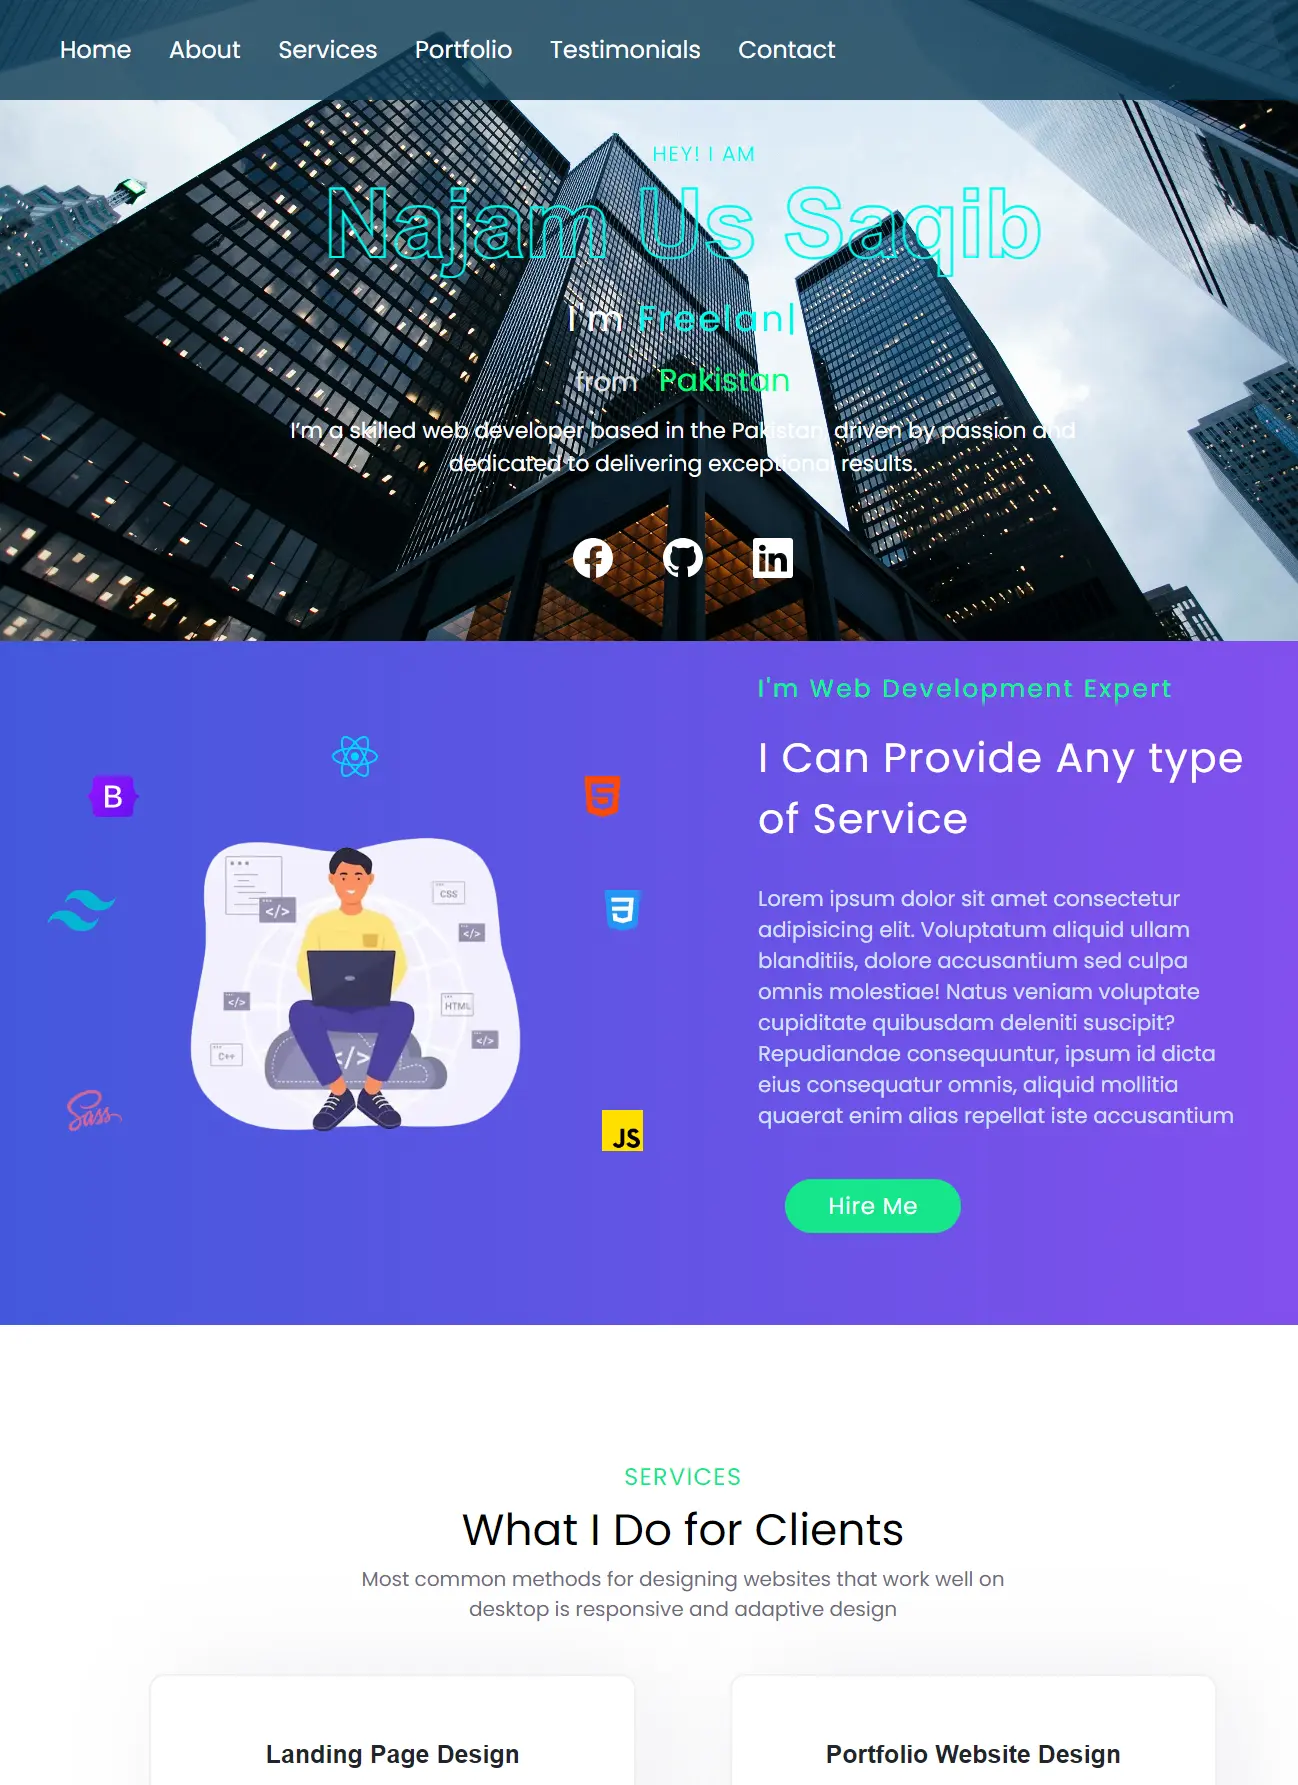 Home About Services Portfolio Testimonials Contact
HEY! I AM
Najam Us Saqib
I'm Freelan|
from Pakistan
I’m a skilled web developer based in the Pakistan, driven by passion and
dedicated to delivering exceptional results.
in
I'm Web Development Expert
I Can Provide Any type
of Service
B
5
3
</>
CSS
</>
</>
HTML
</>
C++
</>
Sass
JS
Lorem ipsum dolor sit amet consectetur
adipisicing elit. Voluptatum aliquid ullam
blanditiis, dolore accusantium sed culpa
omnis molestiae! Natus veniam voluptate
cupiditate quibusdam deleniti suscipit?
Repudiandae consequuntur, ipsum id dicta
eius consequatur omnis, aliquid mollitia
quaerat enim alias repellat iste accusantium
Hire Me
SERVICES
What I Do for Clients
Most common methods for designing websites that work well on
desktop is responsive and adaptive design
Landing Page Design
Portfolio Website Design